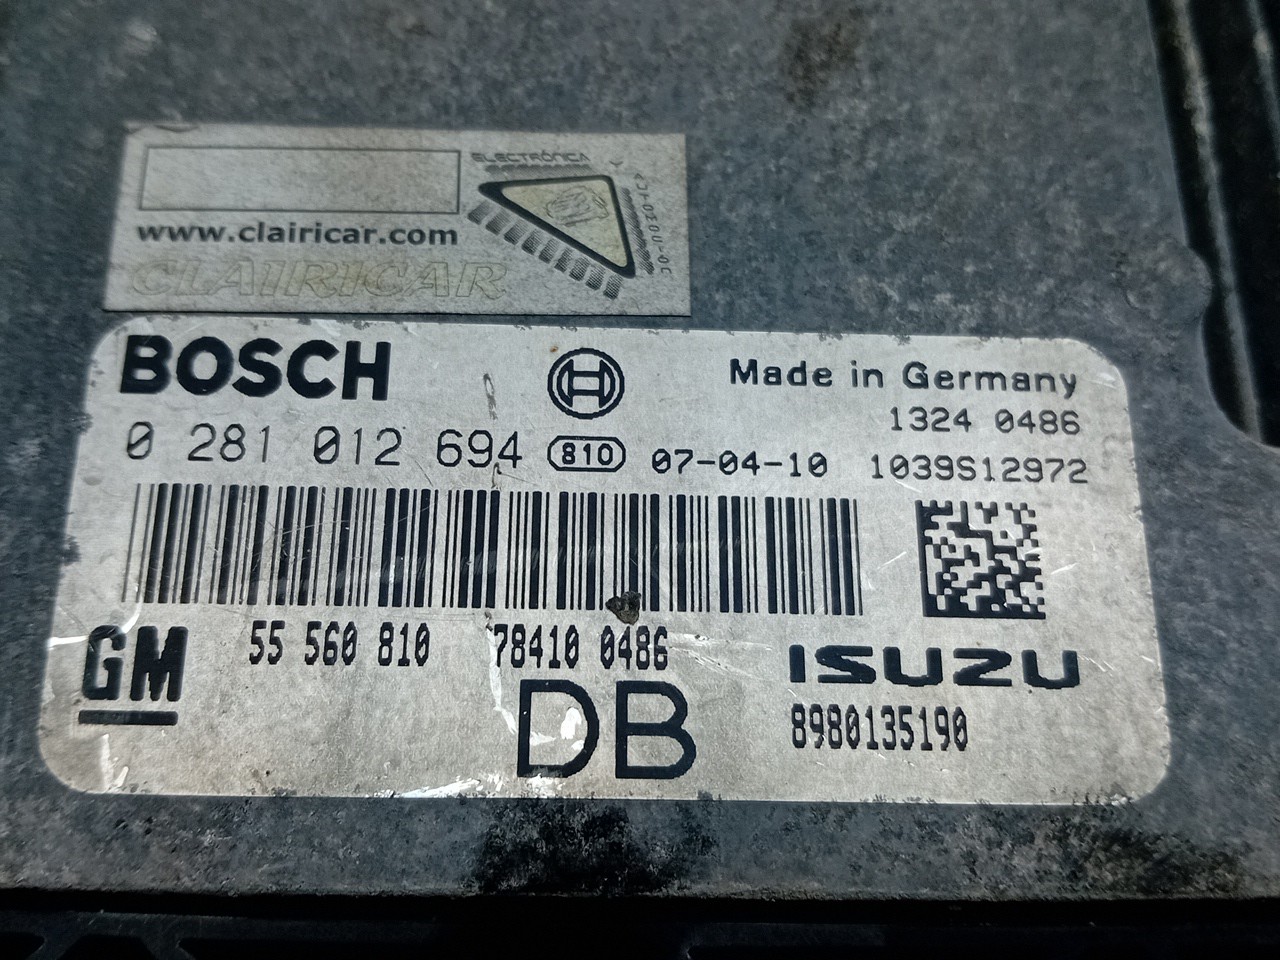 ELECTRÓNICA
www.clairicar.com
CLAIRICAR
BOSCH
Made in Germany
1324 0486
0 281 012 694 810 07-04-10 1039S12972
GM 55 560 810 78410 0486 ISUZU
DB 8980135190